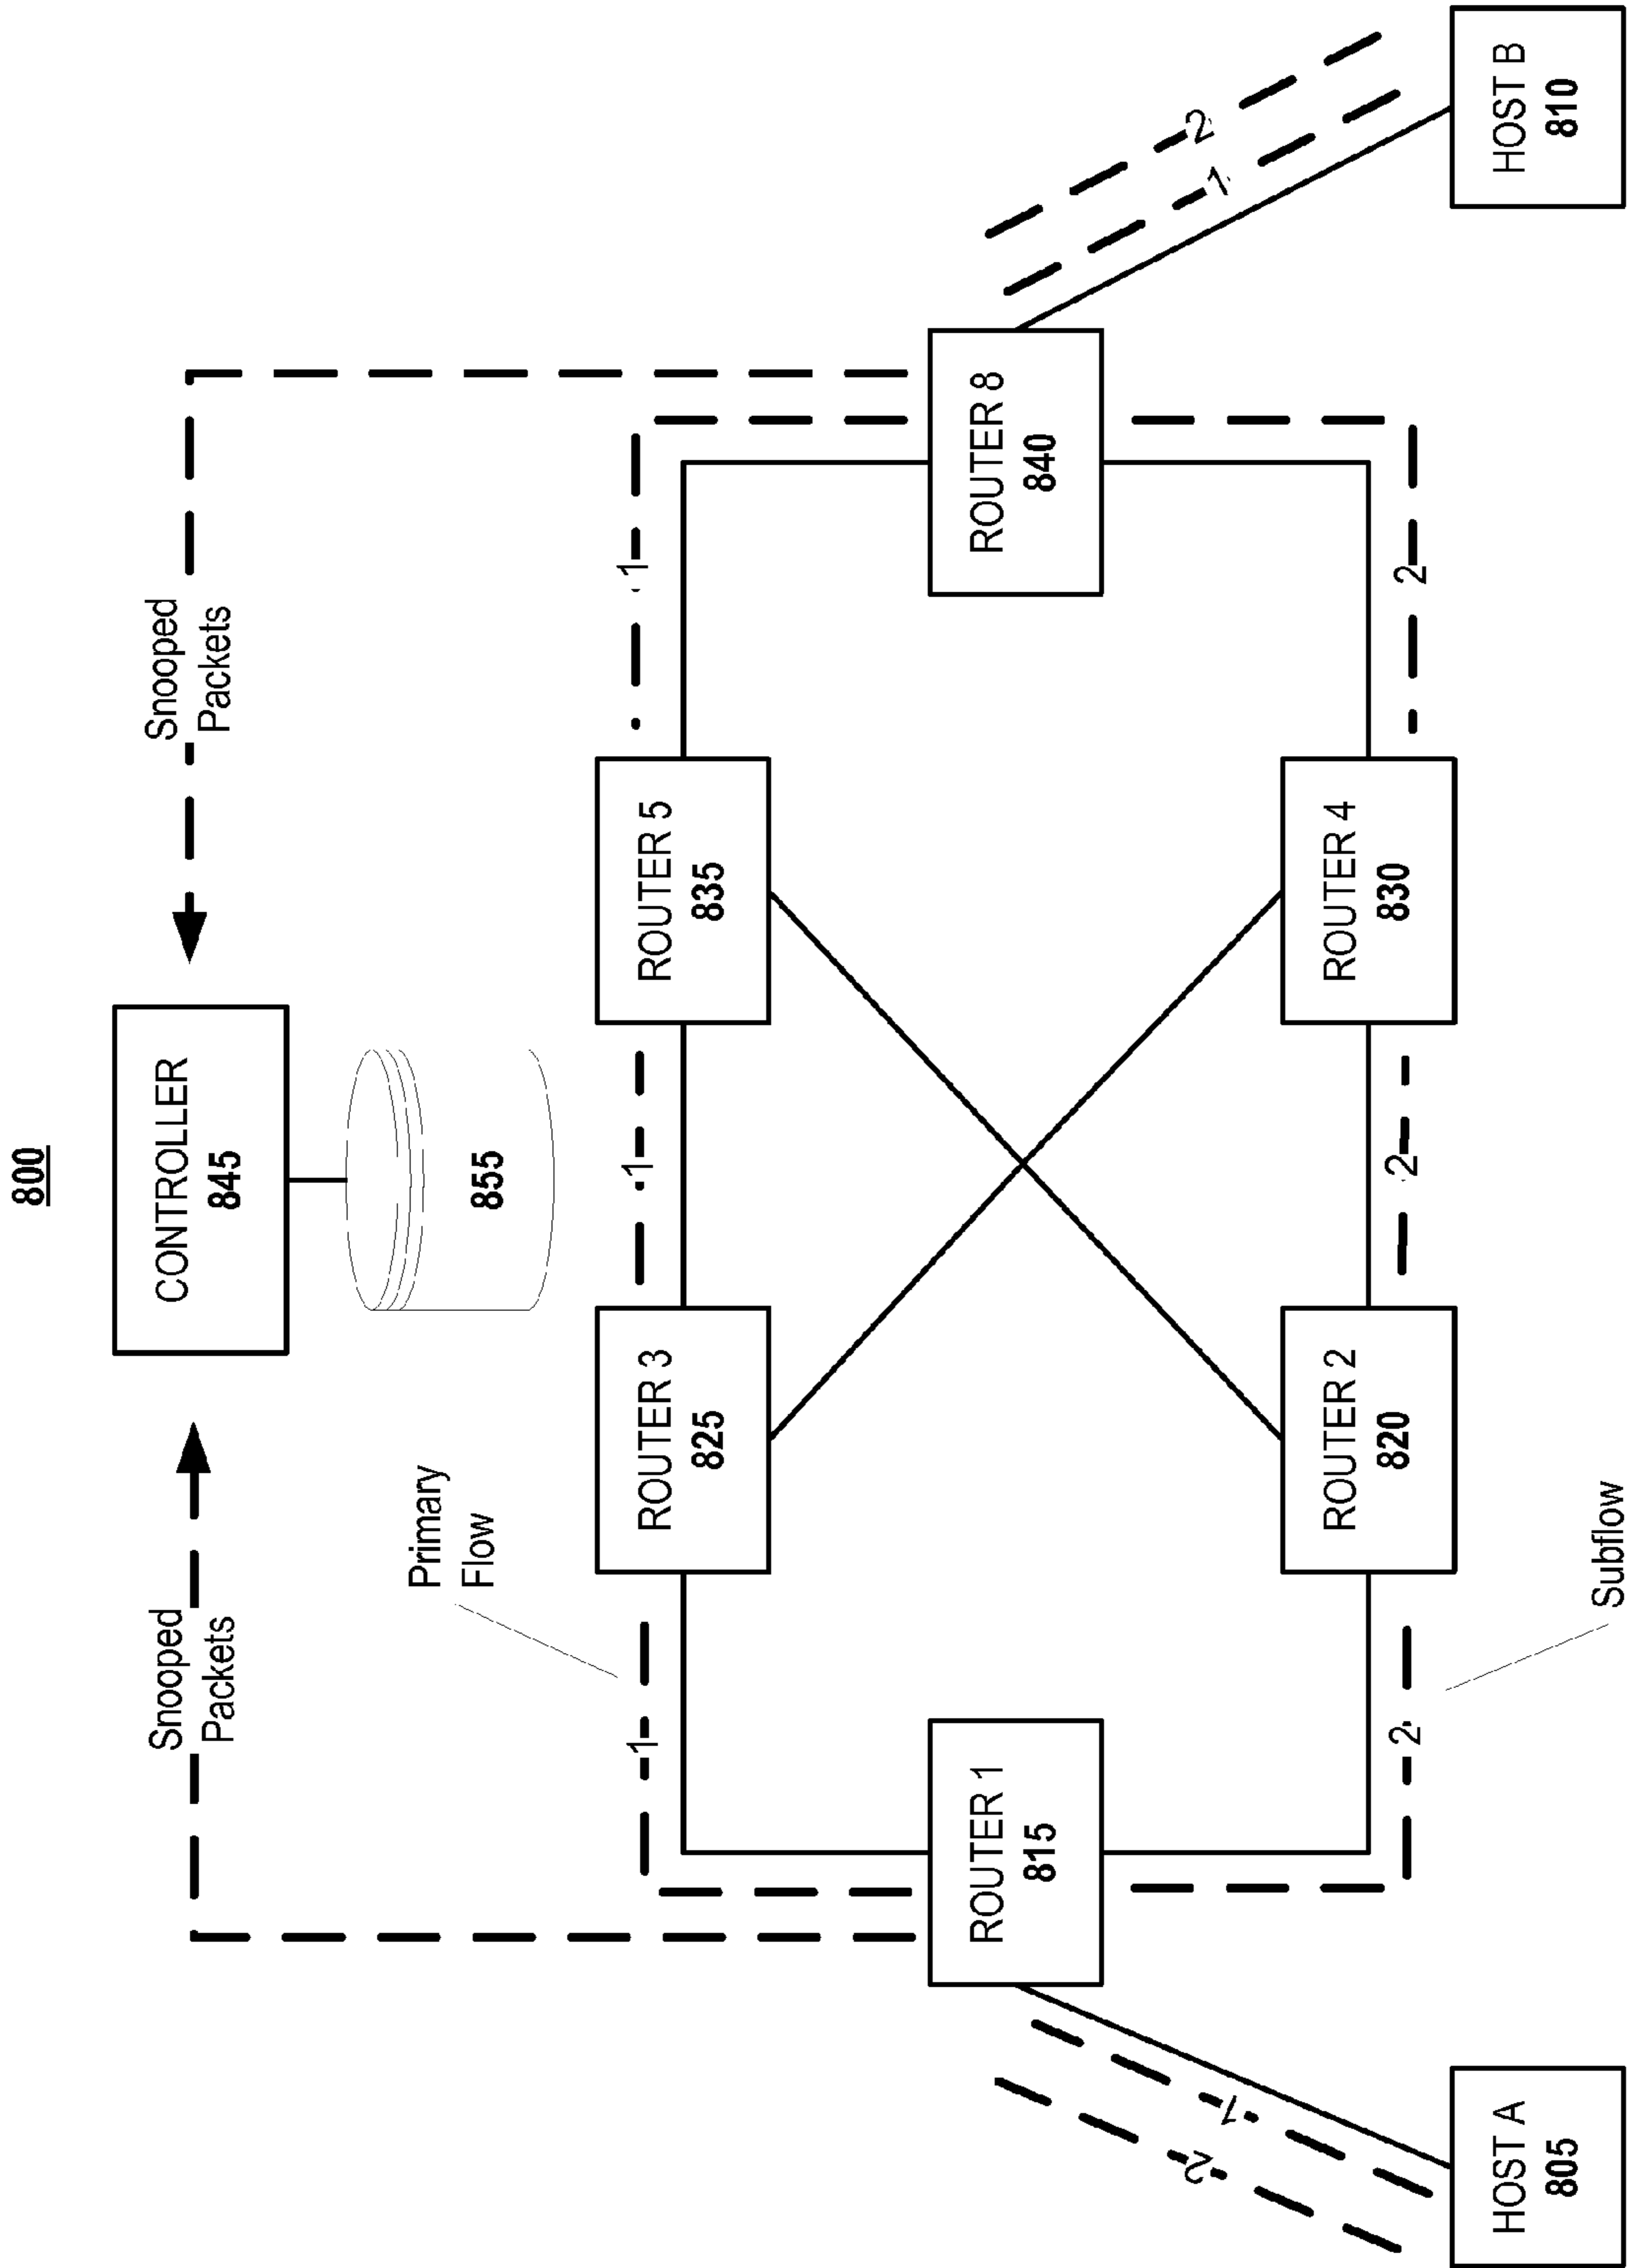 800
CONTROLLER
845
855
Snooped
Packets
Snooped
Packets
Primary
Flow
1
1
1
ROUTER 3
825
ROUTER 5
835
ROUTER 1
815
ROUTER 8
840
ROUTER 2
820
ROUTER 4
830
2
2
2
Subflow
2
1
1
2
HOST A
805
HOST B
810